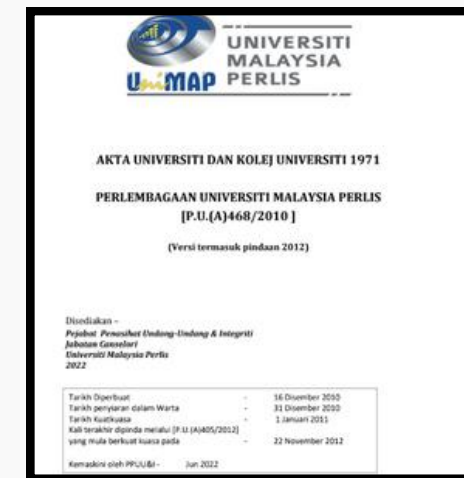 UniMAP
UNIVERSITI
MALAYSIA
PERLIS
AKTA UNIVERSITI DAN KOLEJ UNIVERSITI 1971
PERLEMBAGAAN UNIVERSITI MALAYSIA PERLIS
[P.U.(A)468/2010 ]
(Versi termasuk pindaan 2012)
Disediakan –
Pejabat Penasihat Undang-Undang & Integriti
Jabatan Canselori
Universiti Malaysia Perlis
2022
Tarikh Diperbuat - 16 Disember 2010
Tarikh penyiaran dalam Warta - 31 Disember 2010
Tarikh Kuatkuasa - 1 Januari 2011
Kali terakhir dipinda melalui [P.U.(A)405/2012]
yang mula berkuat kuasa pada - 22 November 2012
Kemaskini oleh PPUU&I - Jun 2022